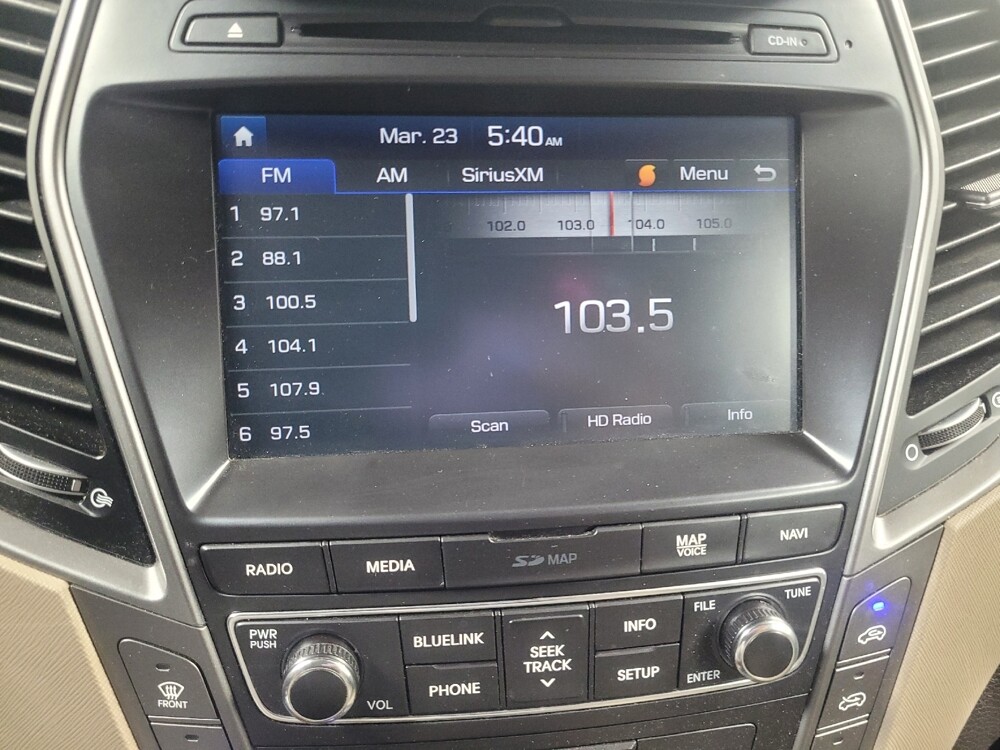 CD-IN
Mar. 23 5:40 AM
FM AM SiriusXM Menu
1 97.1
2 88.1
3 100.5
4 104.1
5 107.9
6 97.5
102.0 103.0 104.0 105.0
103.5
Scan HD Radio Info
RADIO MEDIA SD MAP MAP VOICE NAVI
PWR
PUSH
VOL
BLUELINK
PHONE
SEEK
TRACK
INFO
SETUP
FILE
TUNE
ENTER
FRONT